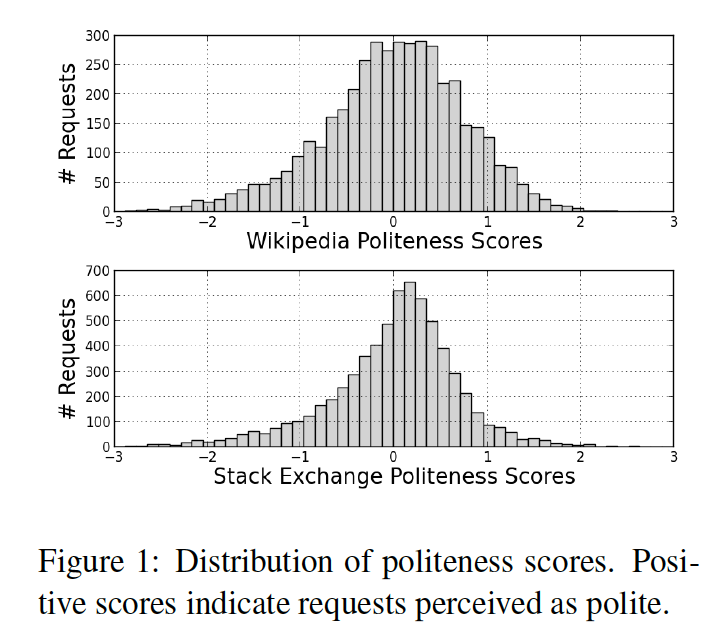 300
250
200
150
100
50
0
# Requests
−3 −2 −1 0 1 2 3
Wikipedia Politeness Scores
700
600
500
400
300
200
100
0
# Requests
−3 −2 −1 0 1 2 3
Stack Exchange Politeness Scores
Figure 1: Distribution of politeness scores. Posi-
tive scores indicate requests perceived as polite.